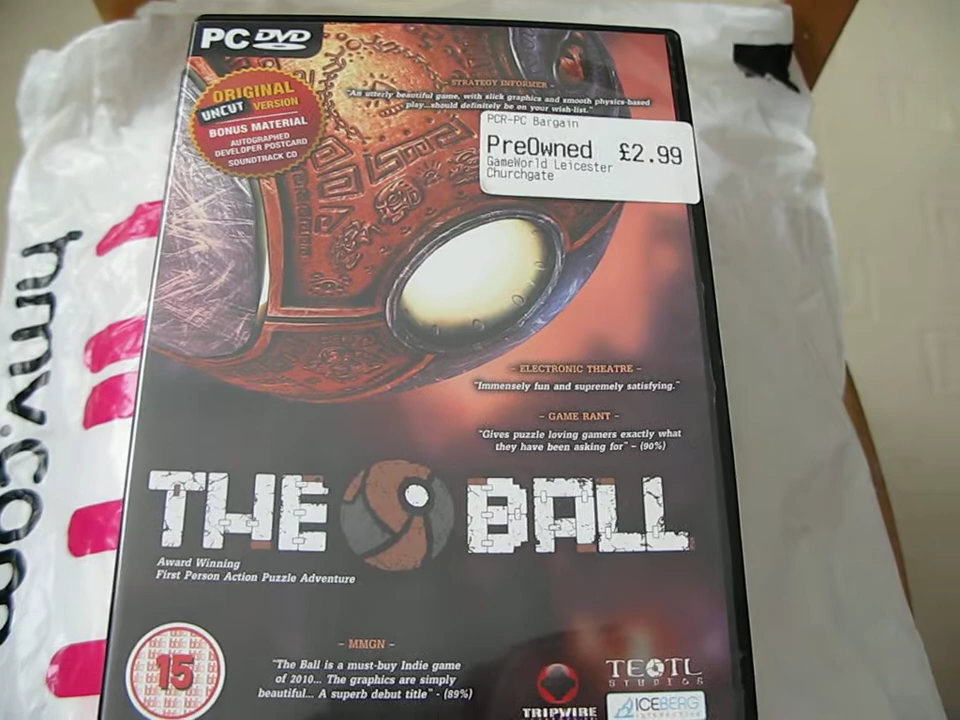 PC DVD
ORIGINAL
UNCUT VERSION
BONUS MATERIAL
AUTOGRAPHED
DEVELOPER POSTCARD
SOUNDTRACK CD
STRATEGY INFORMER -
"An utterly beautiful game, with slick graphics and smooth physics-based
play...should definitely be on your wish-list."
PCR-PC Bargain
PreOwned £2.99
GameWorld Leicester
Churchgate
hmv.com
- ELECTRONIC THEATRE -
"Immensely fun and supremely satisfying."
- GAME RANT -
"Gives puzzle loving gamers exactly what
they have been asking for" - (90%)
THE BALL
Award Winning
First Person Action Puzzle Adventure
15
- MMGN -
"The Ball is a must-buy Indie game
of 2010... The graphics are simply
beautiful... A superb debut title" - (89%)
TRIPWIRE
TEOTL
STUDIOS
ICEBERG